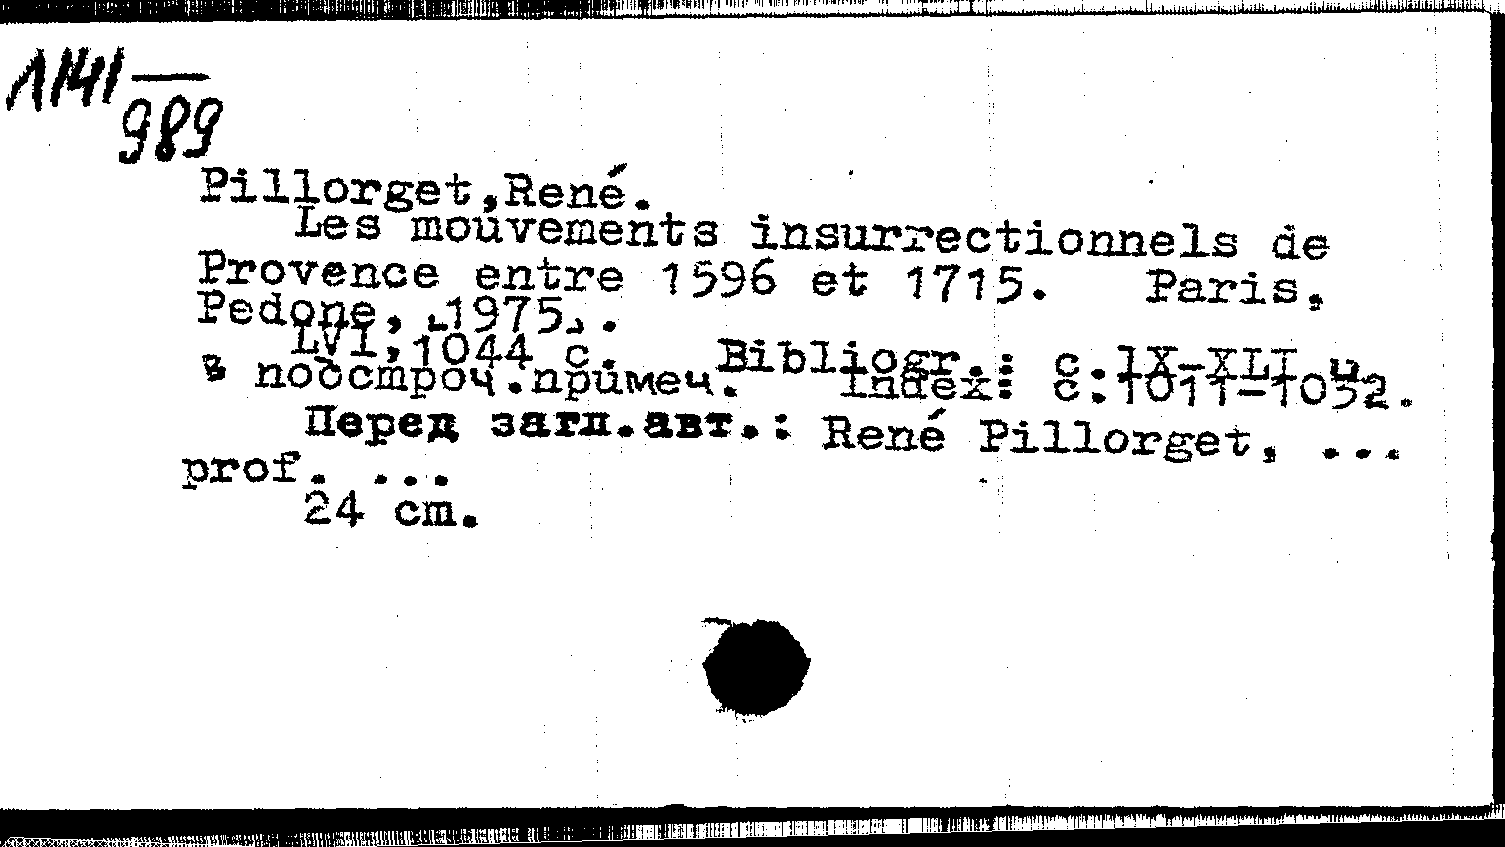 ЛІ41 —
989
Pillorget, René.
Les mouvements insurrectionnels de
Provence entre 1596 et 1715. Paris,
Pedone, [1975].
LVI, 1044 с. Bibliogr.: с. IX-XLI и
в подстроч.примеч. Index: с.1011-1032.
Перед загл.авт.: René Pillorget, ...
prof. ...
24 cm.